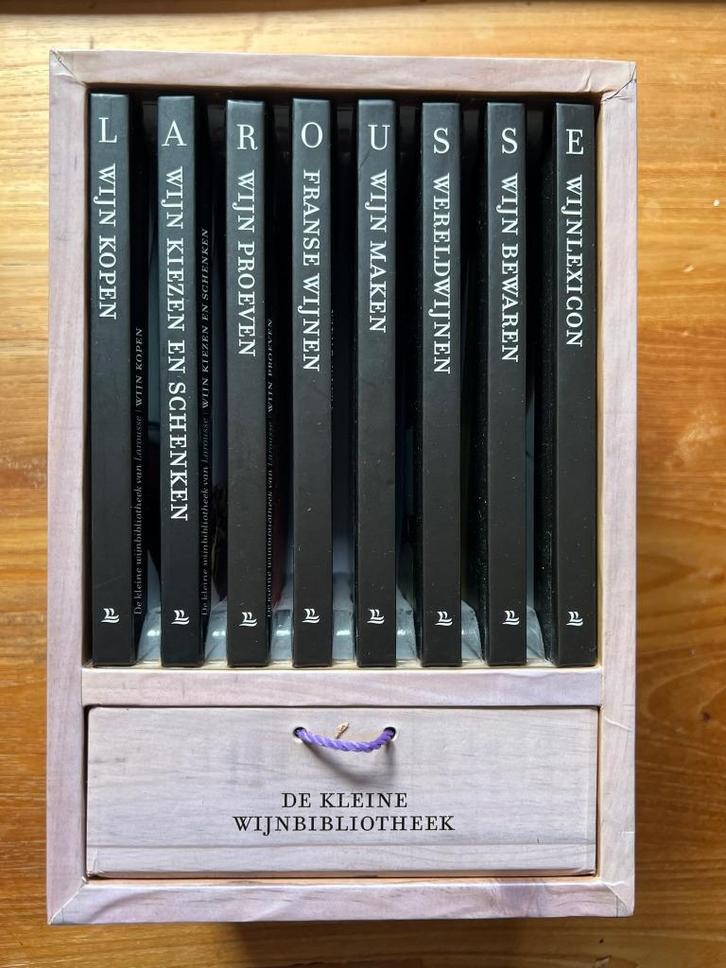 L WIJN KOPEN
De kleine wijnbibliotheek van Larousse | WIJN KOPEN
A WIJN KIEZEN EN SCHENKEN
De kleine wijnbibliotheek van Larousse | WIJN KIEZEN EN SCHENKEN
R WIJN PROEVEN
De kleine wijnbibliotheek van Larousse | WIJN PROEVEN
O FRANSE WIJNEN
U WIJN MAKEN
S WERELDWIJNEN
S WIJN BEWAREN
E WIJNLEXICON
DE KLEINE
WIJNBIBLIOTHEEK